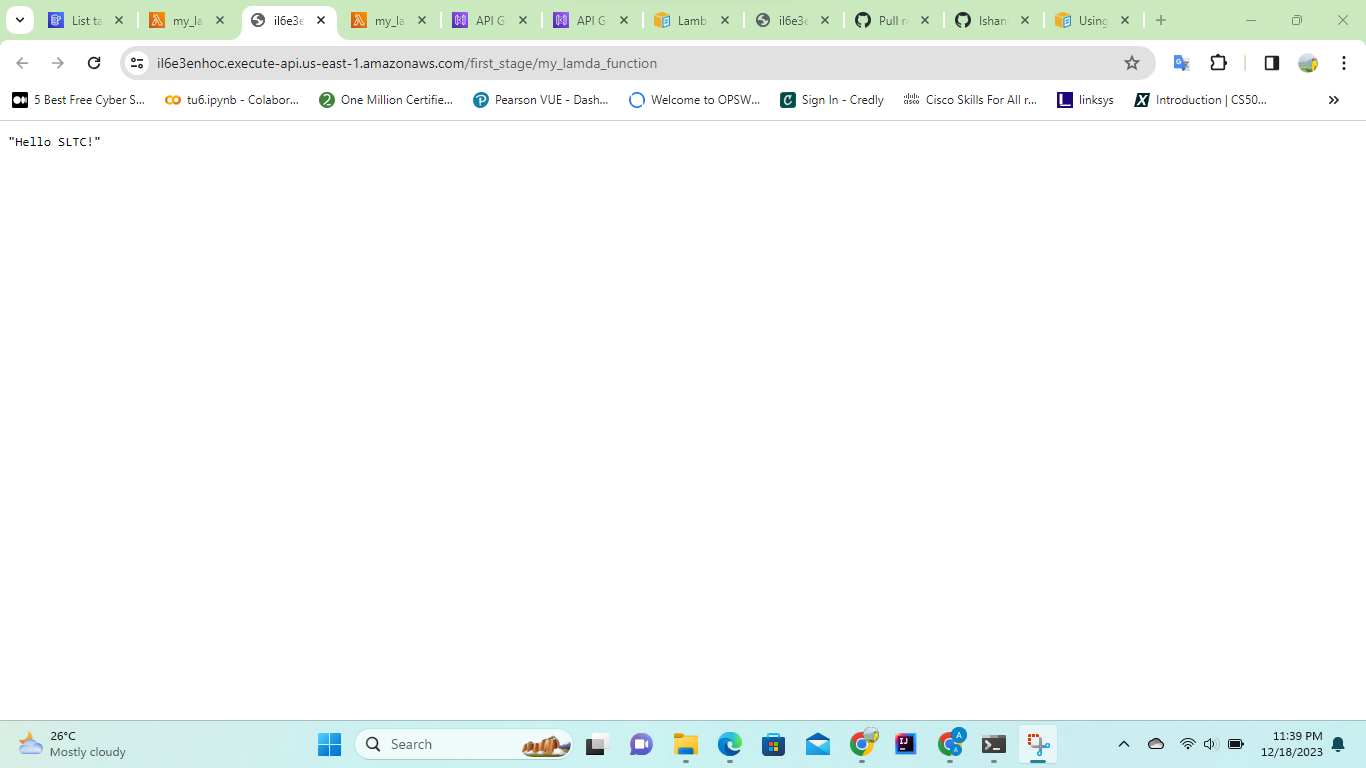 List ta
my_la
il6e3e
my_la
API G
API G
Lamb
il6e3e
Pull re
Ishan
Using
il6e3enhoc.execute-api.us-east-1.amazonaws.com/first_stage/my_lamda_function
5 Best Free Cyber S...
tu6.ipynb - Colabor...
One Million Certifie...
Pearson VUE - Dash...
Welcome to OPSW...
Sign In - Credly
Cisco Skills For All r...
linksys
Introduction | CS50...
"Hello SLTC!"
26°C
Mostly cloudy
Search
11:39 PM
12/18/2023